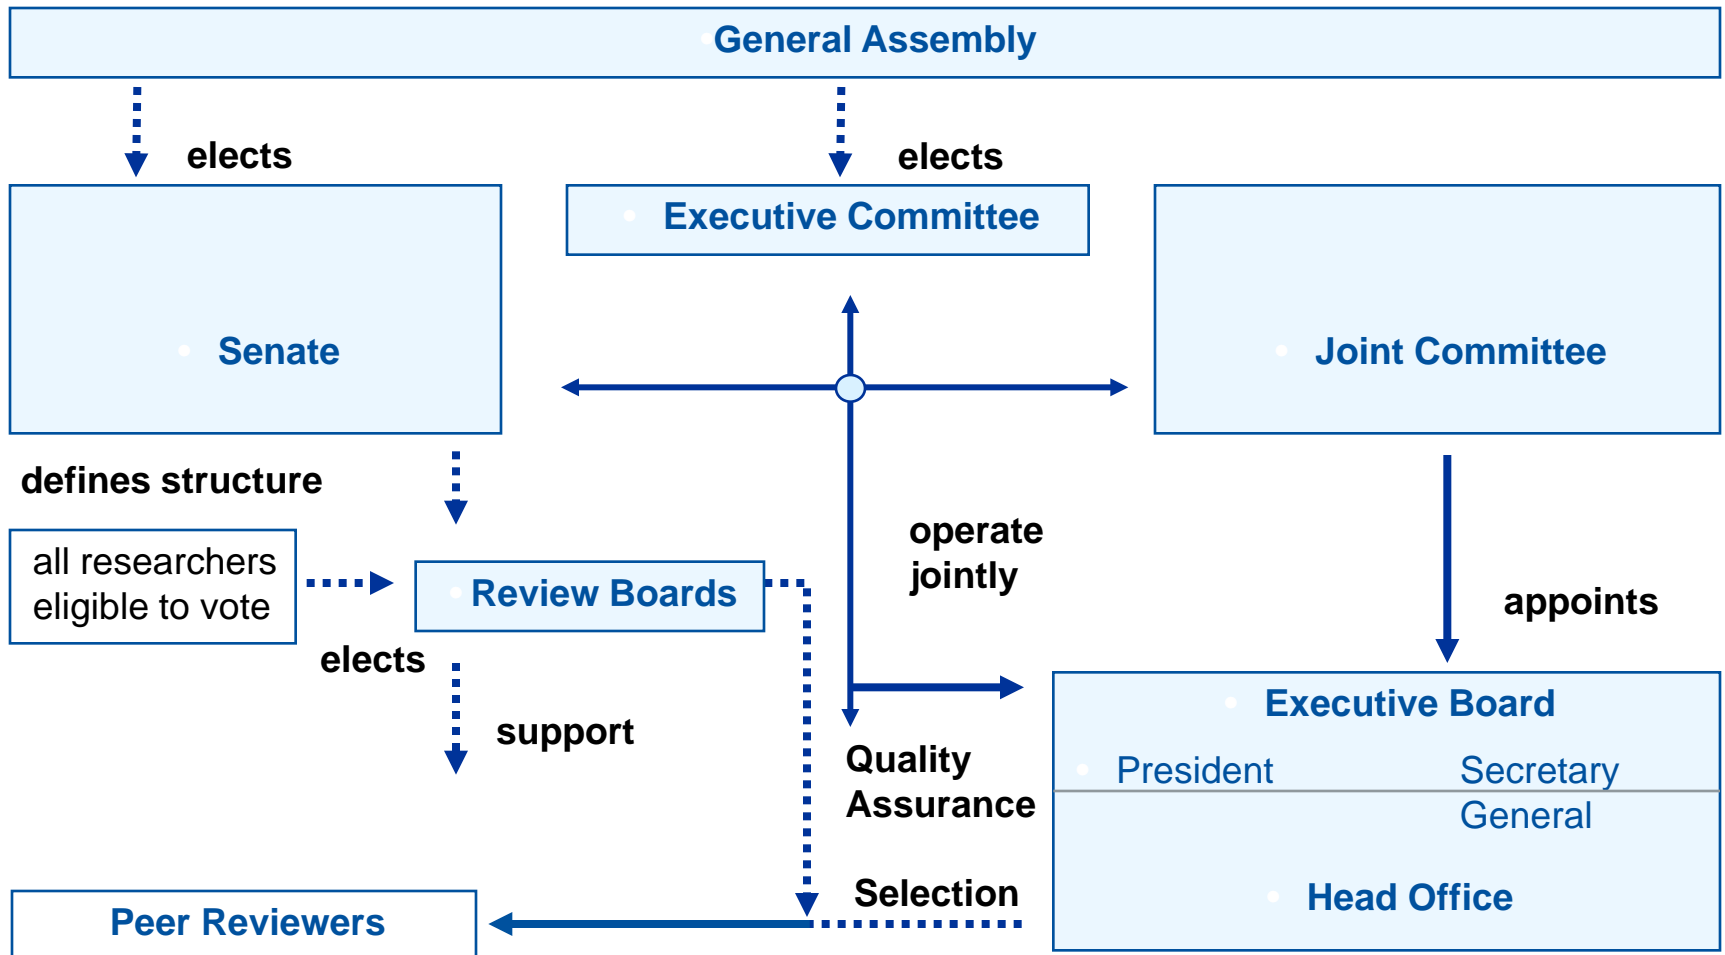 General Assembly
elects
elects
Executive Committee
Senate
Joint Committee
defines structure
all researchers
eligible to vote
Review Boards
elects
support
operate
jointly
appoints
Executive Board
President
Secretary
General
Quality
Assurance
Selection
Head Office
Peer Reviewers